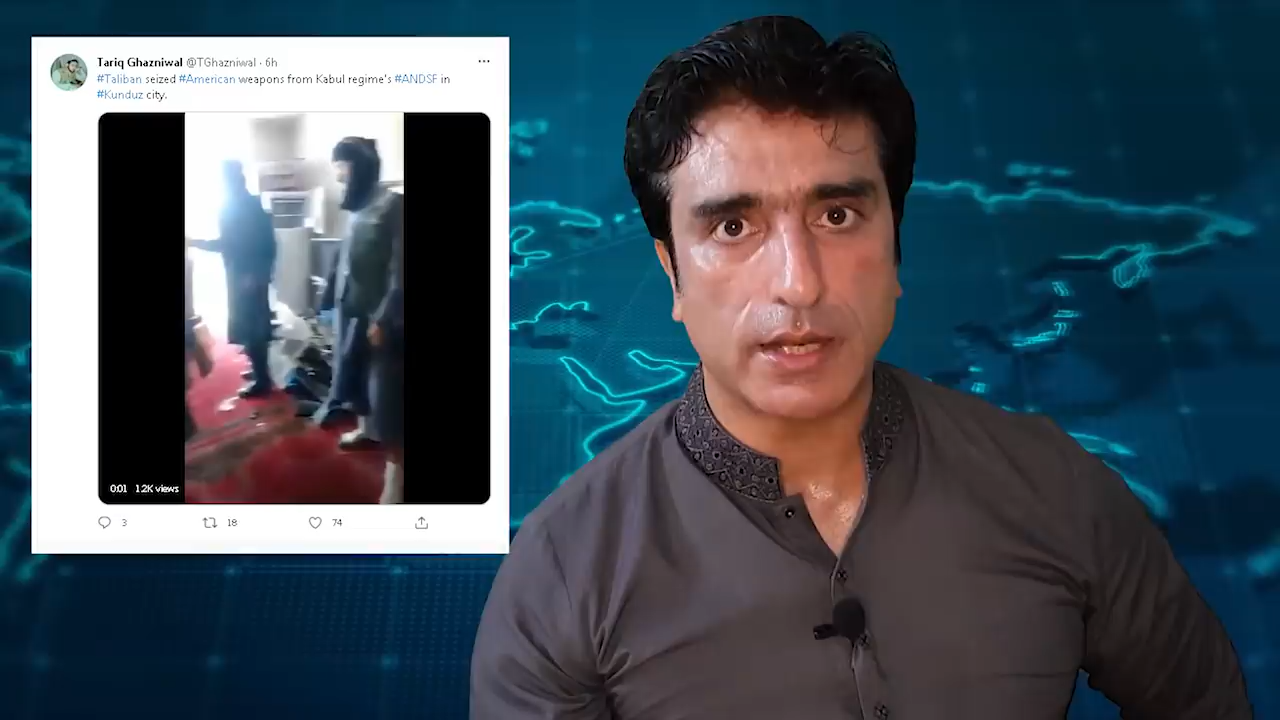 Tariq Ghazniwal @TGhazniwal · 6h
#Taliban seized #American weapons from Kabul regime's #ANDSF in
#Kunduz city.
0:01 1.2K views
3 18 74